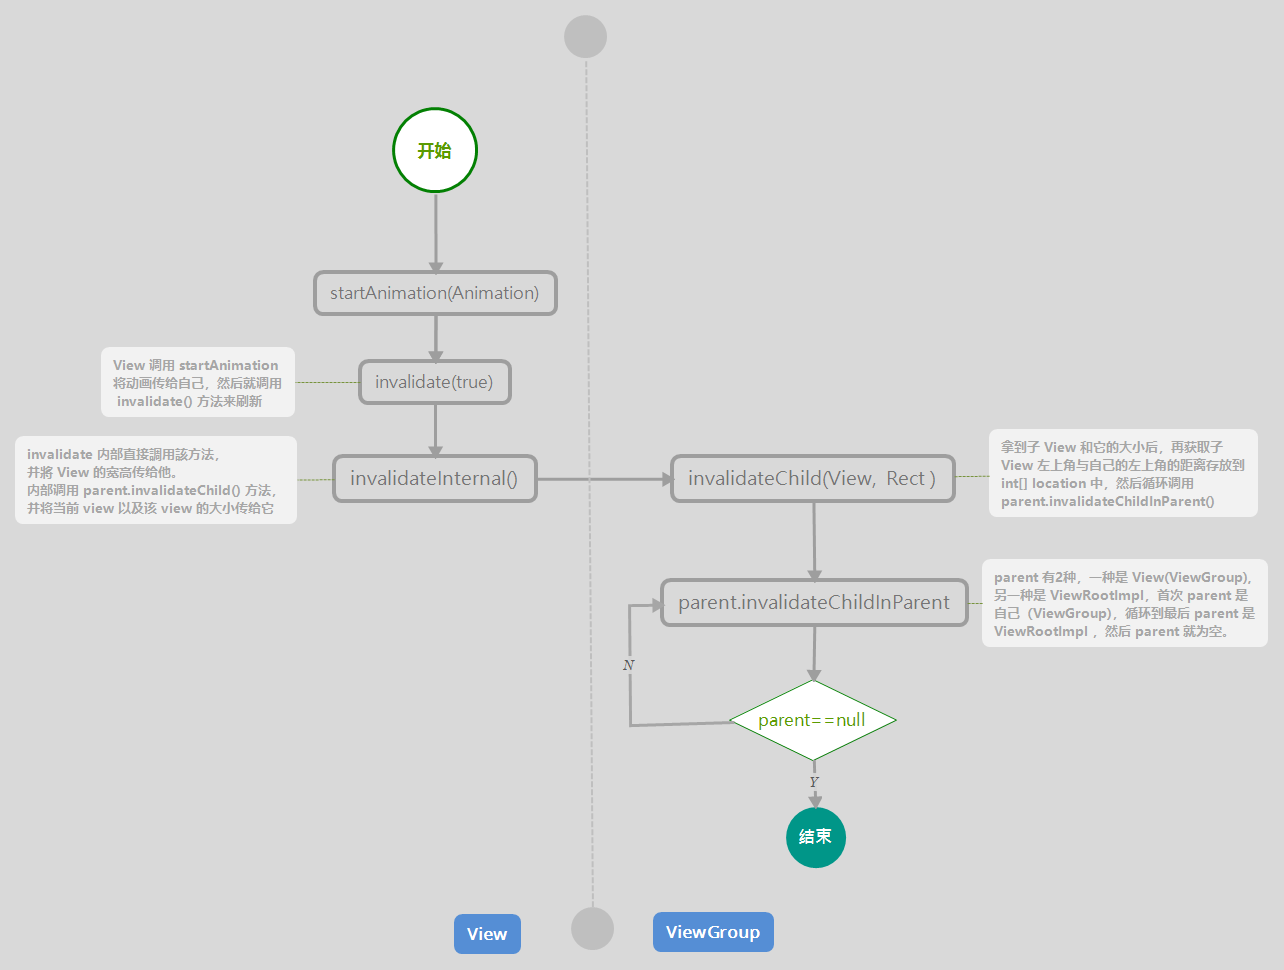 开始
startAnimation(Animation)
View 调用 startAnimation
将动画传给自己，然后就调用
invalidate() 方法来刷新
invalidate(true)
invalidate 内部直接調用該方法，
并將 View 的宽高传给他。
内部调用 parent.invalidateChild() 方法，
并将当前 view 以及该 view 的大小传给它
invalidateInternal()
invalidateChild(View, Rect )
拿到子 View 和它的大小后，再获取子
View 左上角与自己的左上角的距离存放到
int[] location 中，然后循环调用
parent.invalidateChildInParent()
parent.invalidateChildInParent
parent 有2种，一种是 View(ViewGroup),
另一种是 ViewRootImpl，首次 parent 是
自己（ViewGroup)，循环到最后 parent 是
ViewRootImpl ，然后 parent 就为空。
N
parent==null
Y
结束
View
ViewGroup